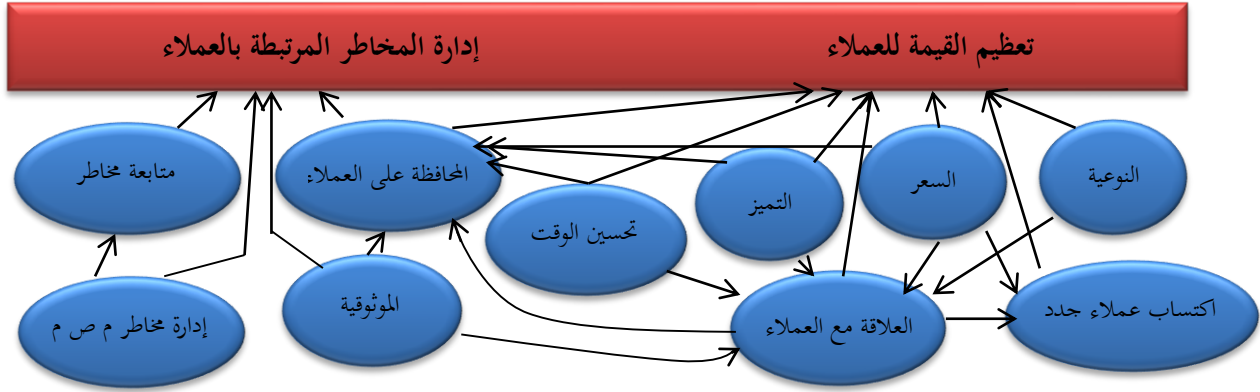 تعظيم القيمة للعملاء
إدارة المخاطر المرتبطة بالعملاء
النوعية
السعر
التميز
تحسين الوقت
المحافظة على العملاء
متابعة مخاطر
اكتساب عملاء جدد
العلاقة مع العملاء
الموثوقية
إدارة مخاطر م ص م